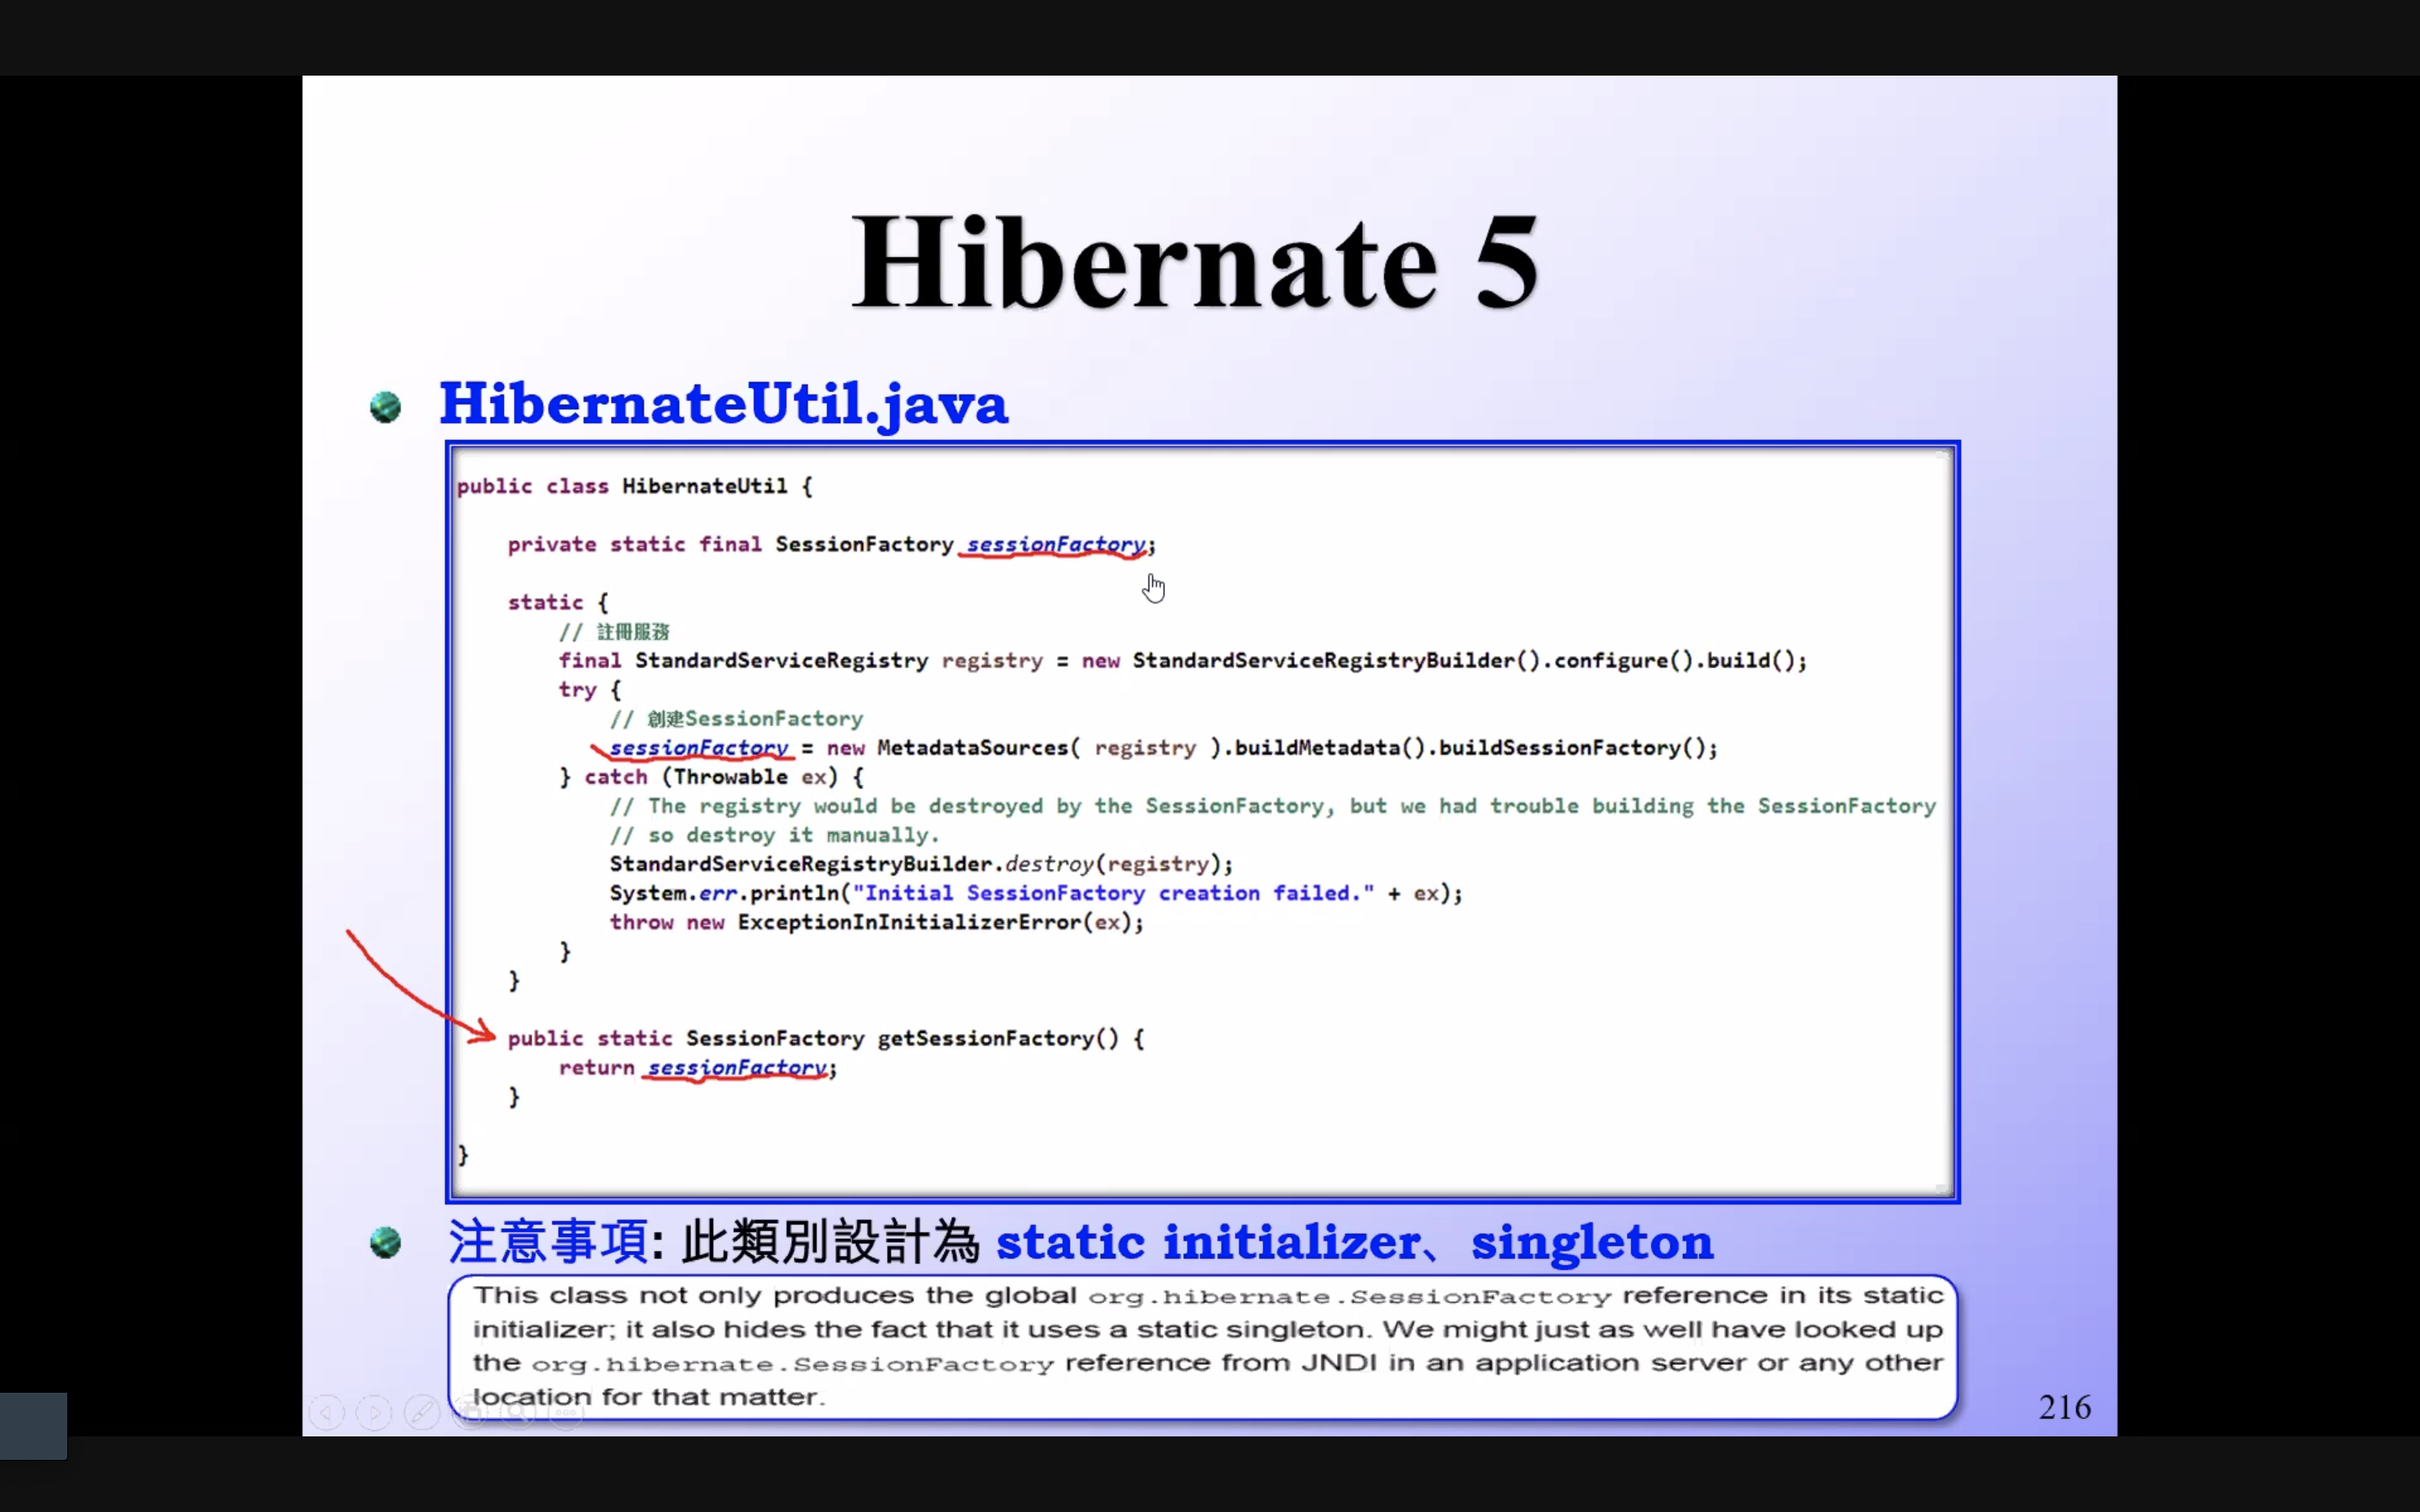 Hibernate 5
HibernateUtil.java
public class HibernateUtil {
private static final SessionFactory sessionFactory;
static {
// 註冊服務
final StandardServiceRegistry registry = new StandardServiceRegistryBuilder().configure().build();
try {
// 創建SessionFactory
sessionFactory = new MetadataSources( registry ).buildMetadata().buildSessionFactory();
} catch (Throwable ex) {
// The registry would be destroyed by the SessionFactory, but we had trouble building the SessionFactory
// so destroy it manually.
StandardServiceRegistryBuilder.destroy(registry);
System.err.println("Initial SessionFactory creation failed." + ex);
throw new ExceptionInInitializerError(ex);
}
}
public static SessionFactory getSessionFactory() {
return sessionFactory;
}
}
注意事項: 此類別設計為 static initializer、singleton
This class not only produces the global org.hibernate.SessionFactory reference in its static
initializer; it also hides the fact that it uses a static singleton. We might just as well have looked up
the org.hibernate.SessionFactory reference from JNDI in an application server or any other
location for that matter.
216